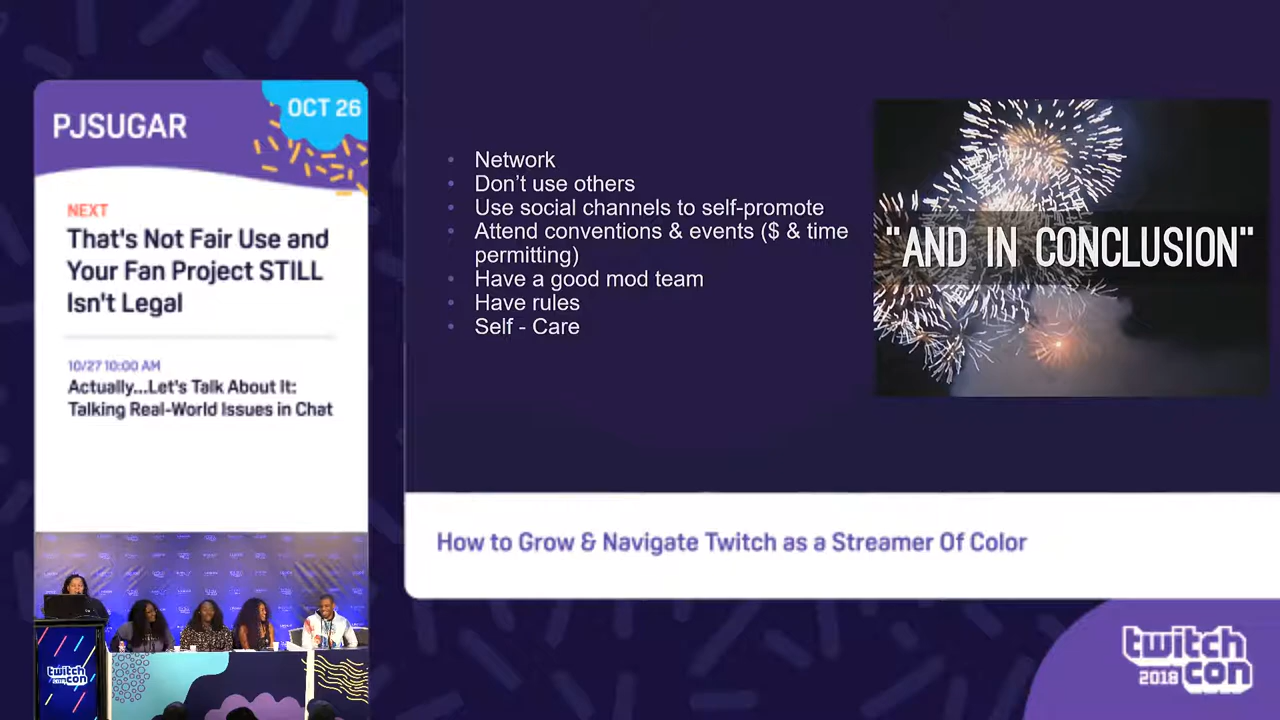 PJSUGAR
OCT 26
NEXT
That's Not Fair Use and
Your Fan Project STILL
Isn't Legal
10/27 10:00 AM
Actually...Let's Talk About It:
Talking Real-World Issues in Chat
• Network
• Don't use others
• Use social channels to self-promote
• Attend conventions & events ($ & time
permitting)
• Have a good mod team
• Have rules
• Self - Care
"AND IN CONCLUSION"
How to Grow & Navigate Twitch as a Streamer Of Color
twitch
2018 con
twitch
con